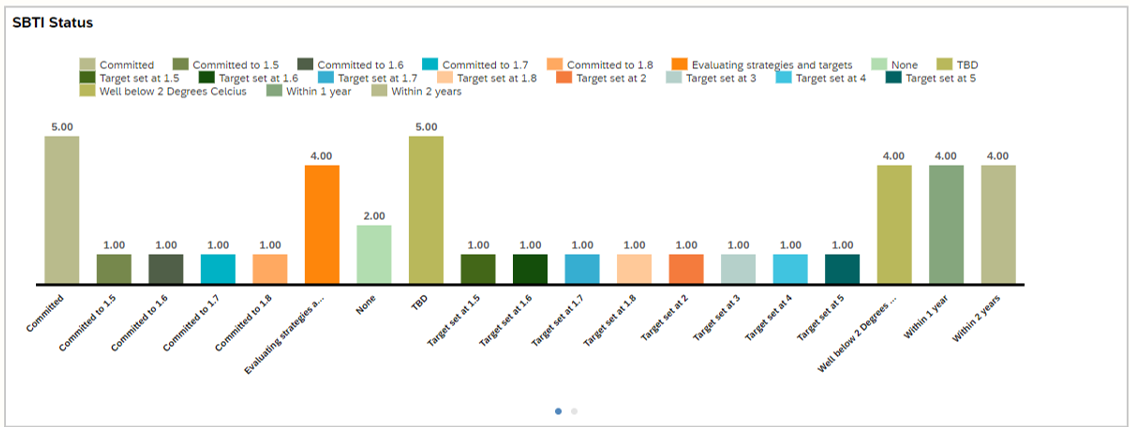 SBTI Status
Committed Committed to 1.5 Committed to 1.6 Committed to 1.7 Committed to 1.8 Evaluating strategies and targets None TBD
Target set at 1.5 Target set at 1.6 Target set at 1.7 Target set at 1.8 Target set at 2 Target set at 3 Target set at 4 Target set at 5
Well below 2 Degrees Celcius Within 1 year Within 2 years
5.00 1.00 1.00 1.00 1.00 4.00 2.00 5.00 1.00 1.00 1.00 1.00 1.00 1.00 1.00 1.00 4.00 4.00 4.00
Committed
Committed to 1.5
Committed to 1.6
Committed to 1.7
Committed to 1.8
Evaluating strategies a...
None
TBD
Target set at 1.5
Target set at 1.6
Target set at 1.7
Target set at 1.8
Target set at 2
Target set at 3
Target set at 4
Target set at 5
Well below 2 Degrees ...
Within 1 year
Within 2 years